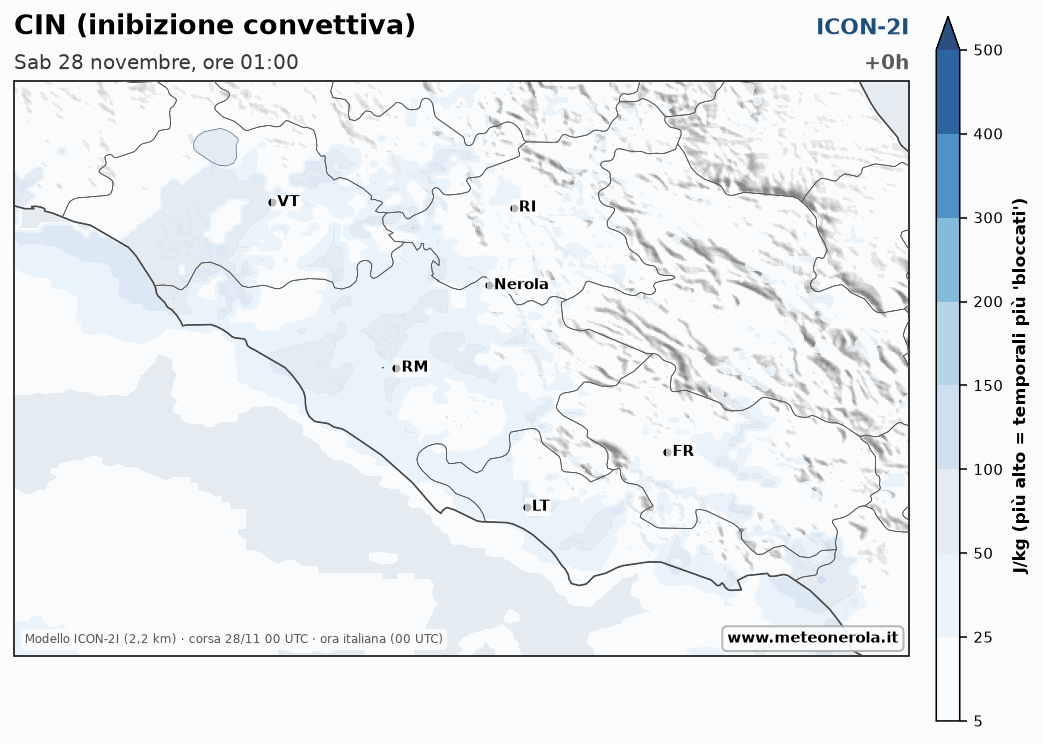 CIN (inibizione convettiva)
ICON-2I
Sab 28 novembre, ore 01:00
+0h
500
400
300
200
150
100
50
25
5
J/kg (più alto = temporali più 'bloccati')
VT
RI
Nerola
RM
FR
LT
Modello ICON-2I (2,2 km) · corsa 28/11 00 UTC · ora italiana (00 UTC)
www.meteonerola.it